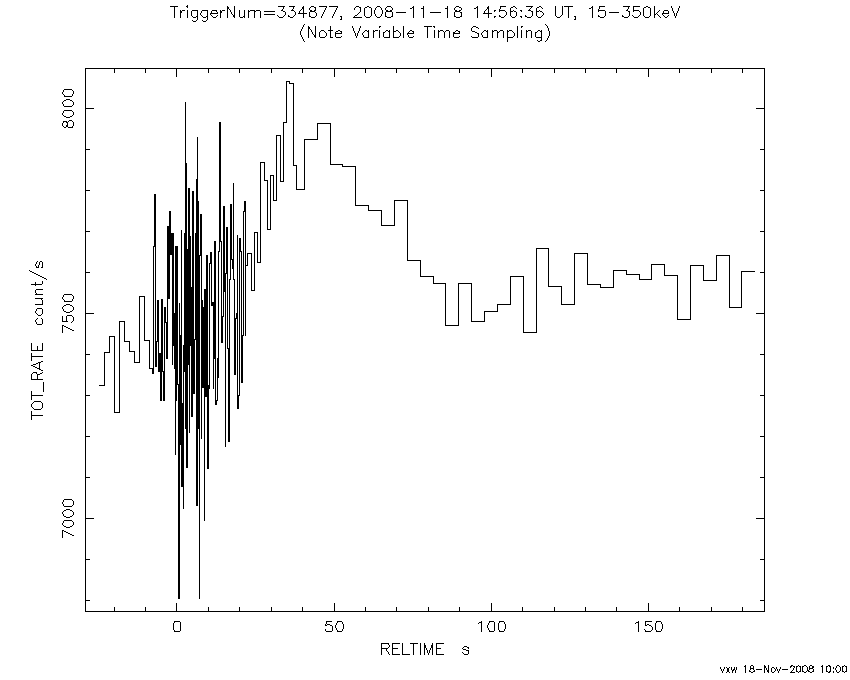 TriggerNum=334877, 2008-11-18 14:56:36 UT, 15-350keV
(Note Variable Time Sampling)
8000
7500
7000
TOT_RATE count/s
0 50 100 150
RELTIME s
vxw 18-Nov-2008 10:00